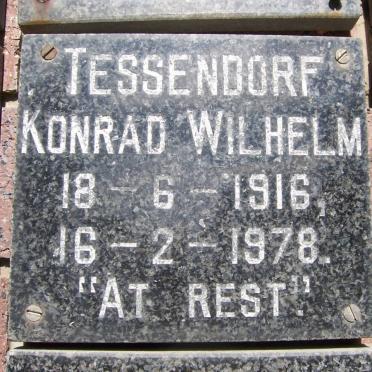 TESSENDORF
KONRAD WILHELM
18-6-1916,
16-2-1978.
"AT REST."